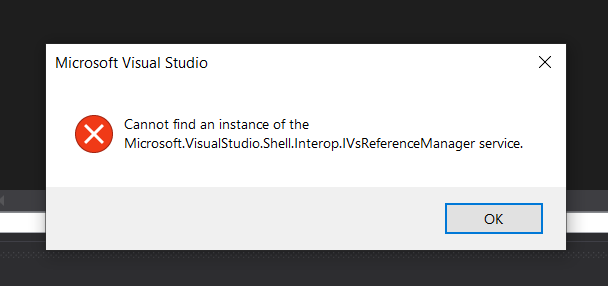 Microsoft Visual Studio
Cannot find an instance of the
Microsoft.VisualStudio.Shell.Interop.IVsReferenceManager service.
OK